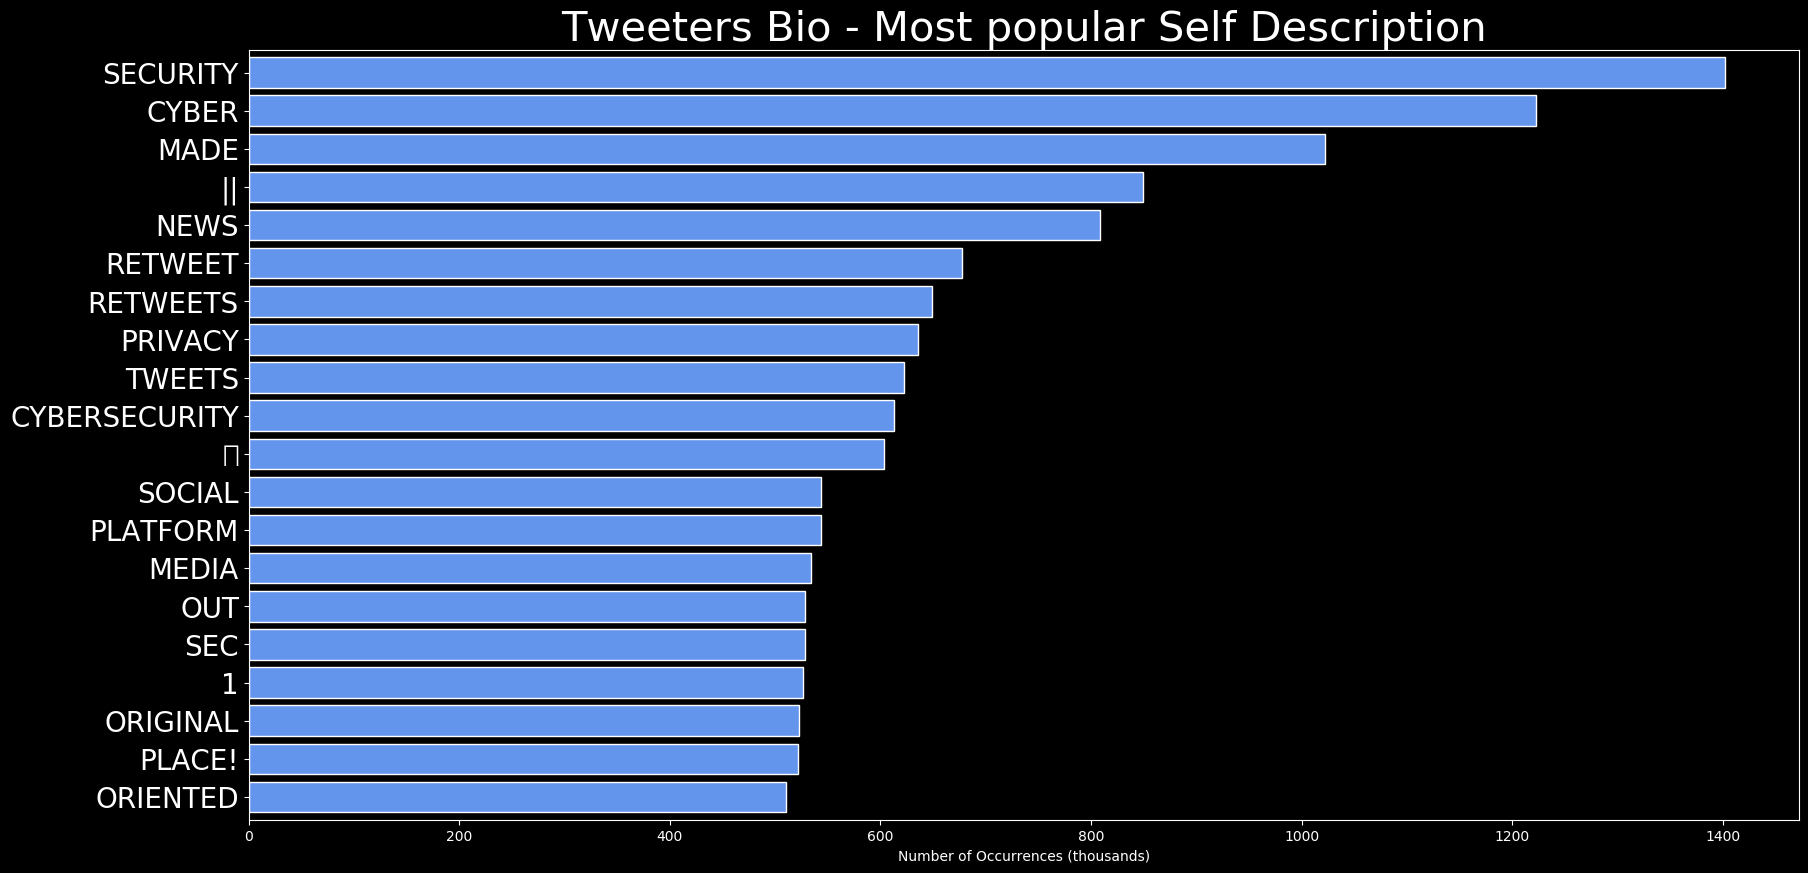 Tweeters Bio - Most popular Self Description
SECURITY
CYBER
MADE
||
NEWS
RETWEET
RETWEETS
PRIVACY
TWEETS
CYBERSECURITY
SOCIAL
PLATFORM
MEDIA
OUT
SEC
1
ORIGINAL
PLACE!
ORIENTED
0 200 400 600 800 1000 1200 1400
Number of Occurrences (thousands)